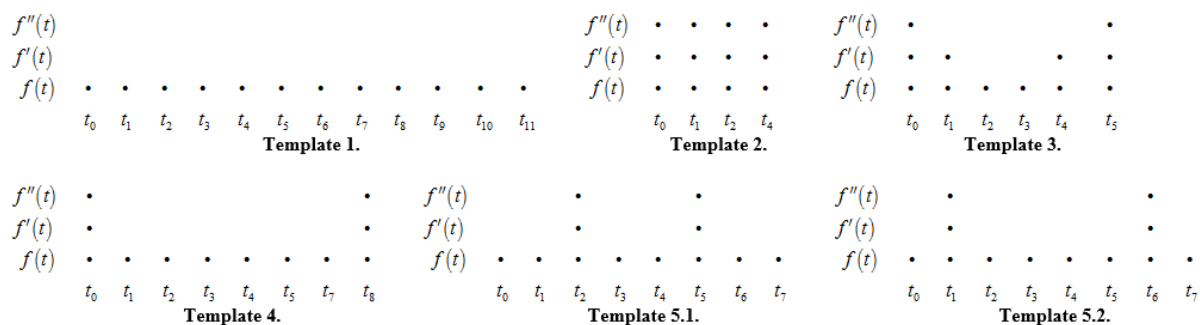 f″(t) f″(t) f″(t)
f′(t) f′(t) f′(t)
f(t) f(t) f(t)
t₀ t₁ t₂ t₃ t₄ t₅ t₆ t₇ t₈ t₉ t₁₀ t₁₁ t₀ t₁ t₂ t₄ t₀ t₁ t₂ t₃ t₄ t₅
Template 1. Template 2. Template 3.
f″(t) f″(t) f″(t)
f′(t) f′(t) f′(t)
f(t) f(t) f(t)
t₀ t₁ t₂ t₃ t₄ t₅ t₇ t₈ t₀ t₁ t₂ t₃ t₄ t₅ t₆ t₇ t₀ t₁ t₂ t₃ t₄ t₅ t₆ t₇
Template 4. Template 5.1. Template 5.2.